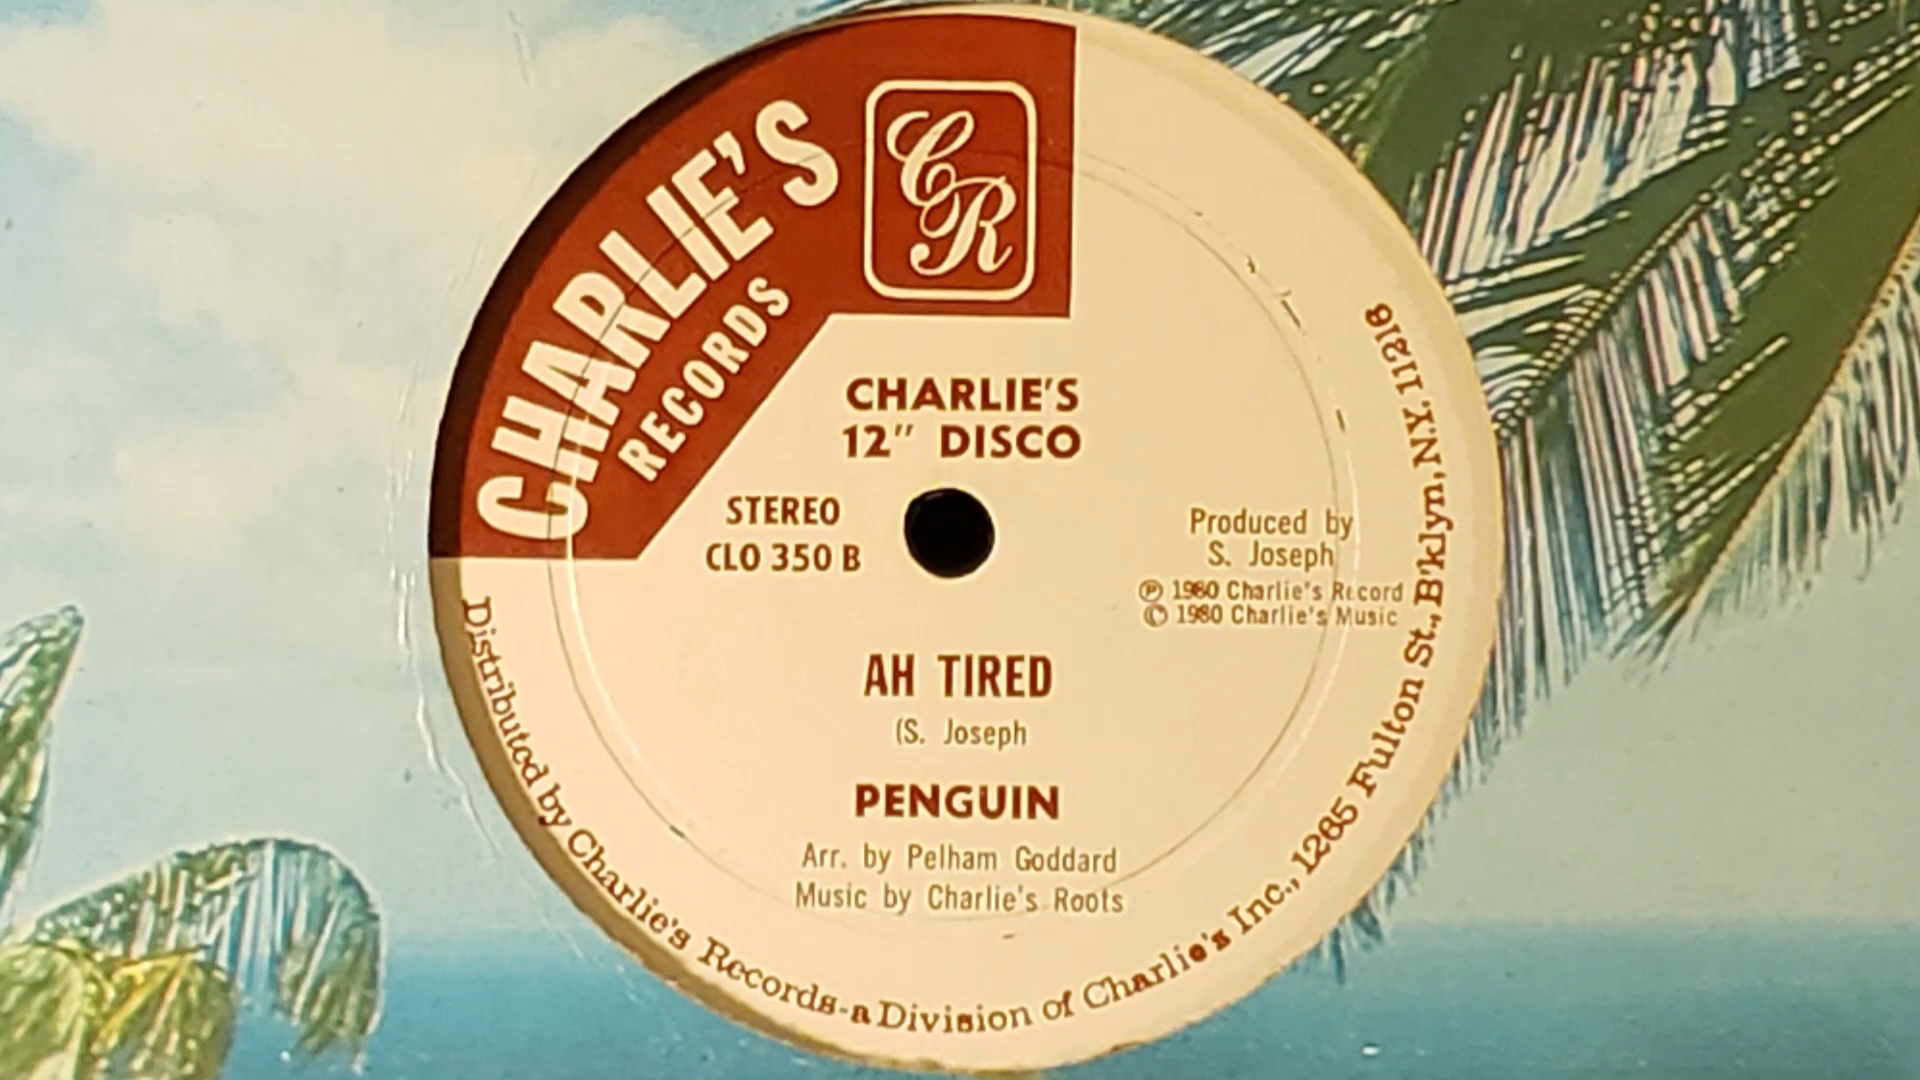 CHARLIE'S
RECORDS
CR
CHARLIE'S
12" DISCO
STEREO
CLO 350 B
Produced by
S. Joseph
Ⓟ 1980 Charlie's Record
© 1980 Charlie's Music
AH TIRED
(S. Joseph
PENGUIN
Arr. by Pelham Goddard
Music by Charlie's Roots
Distributed by Charlie's Records-a Division of Charlie's Inc., 1265 Fulton St., B'klyn, N.Y. 11216